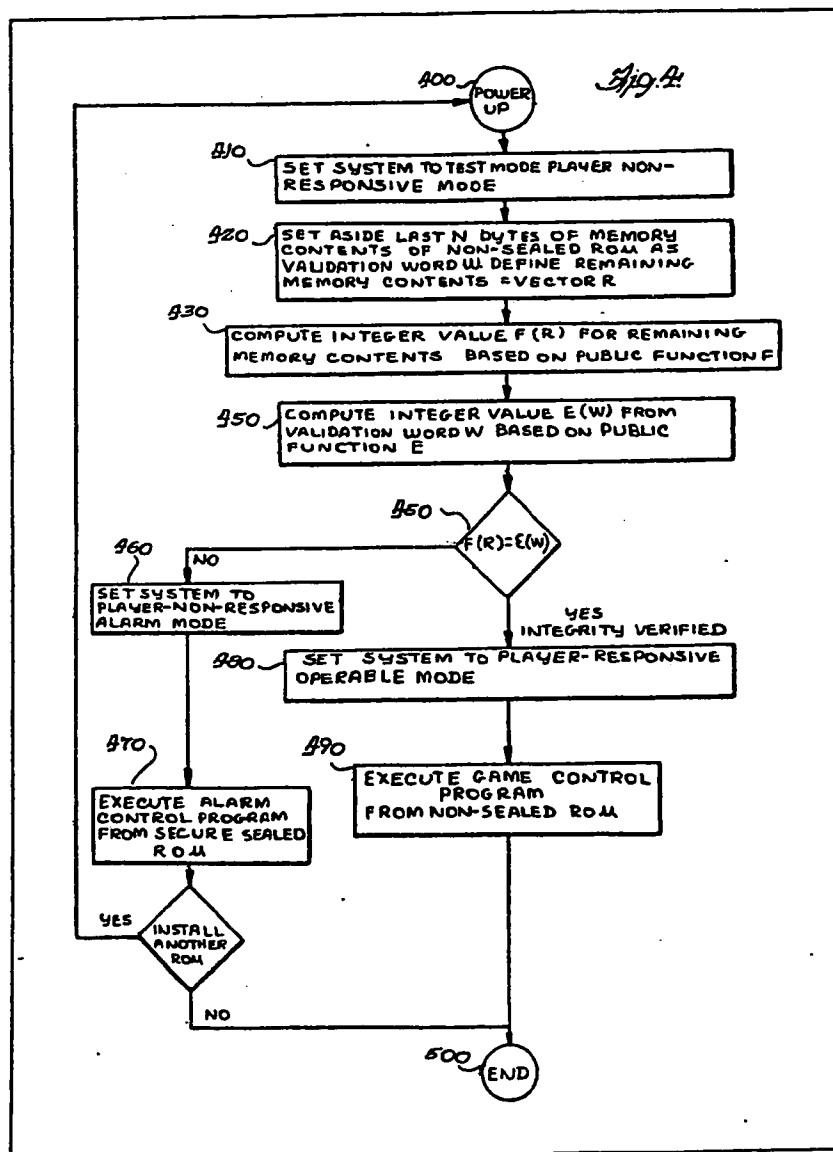 Fig. 4.
400
POWER
UP
410
SET SYSTEM TO TEST MODE PLAYER NON-
RESPONSIVE MODE
420
SET ASIDE LAST N BYTES OF MEMORY
CONTENTS OF NON-SEALED ROM AS
VALIDATION WORD W. DEFINE REMAINING
MEMORY CONTENTS = VECTOR R
430
COMPUTE INTEGER VALUE F(R) FOR REMAINING
MEMORY CONTENTS BASED ON PUBLIC FUNCTION F
450
COMPUTE INTEGER VALUE E(W) FROM
VALIDATION WORD W BASED ON PUBLIC
FUNCTION E
450
F(R)=E(W)
NO
460
SET SYSTEM TO
PLAYER-NON-RESPONSIVE
ALARM MODE
YES
INTEGRITY VERIFIED
480
SET SYSTEM TO PLAYER-RESPONSIVE
OPERABLE MODE
470
EXECUTE ALARM
CONTROL PROGRAM
FROM SECURE SEALED
ROM
490
EXECUTE GAME CONTROL
PROGRAM
FROM NON-SEALED ROM
YES
INSTALL
ANOTHER
ROM
NO
500
END